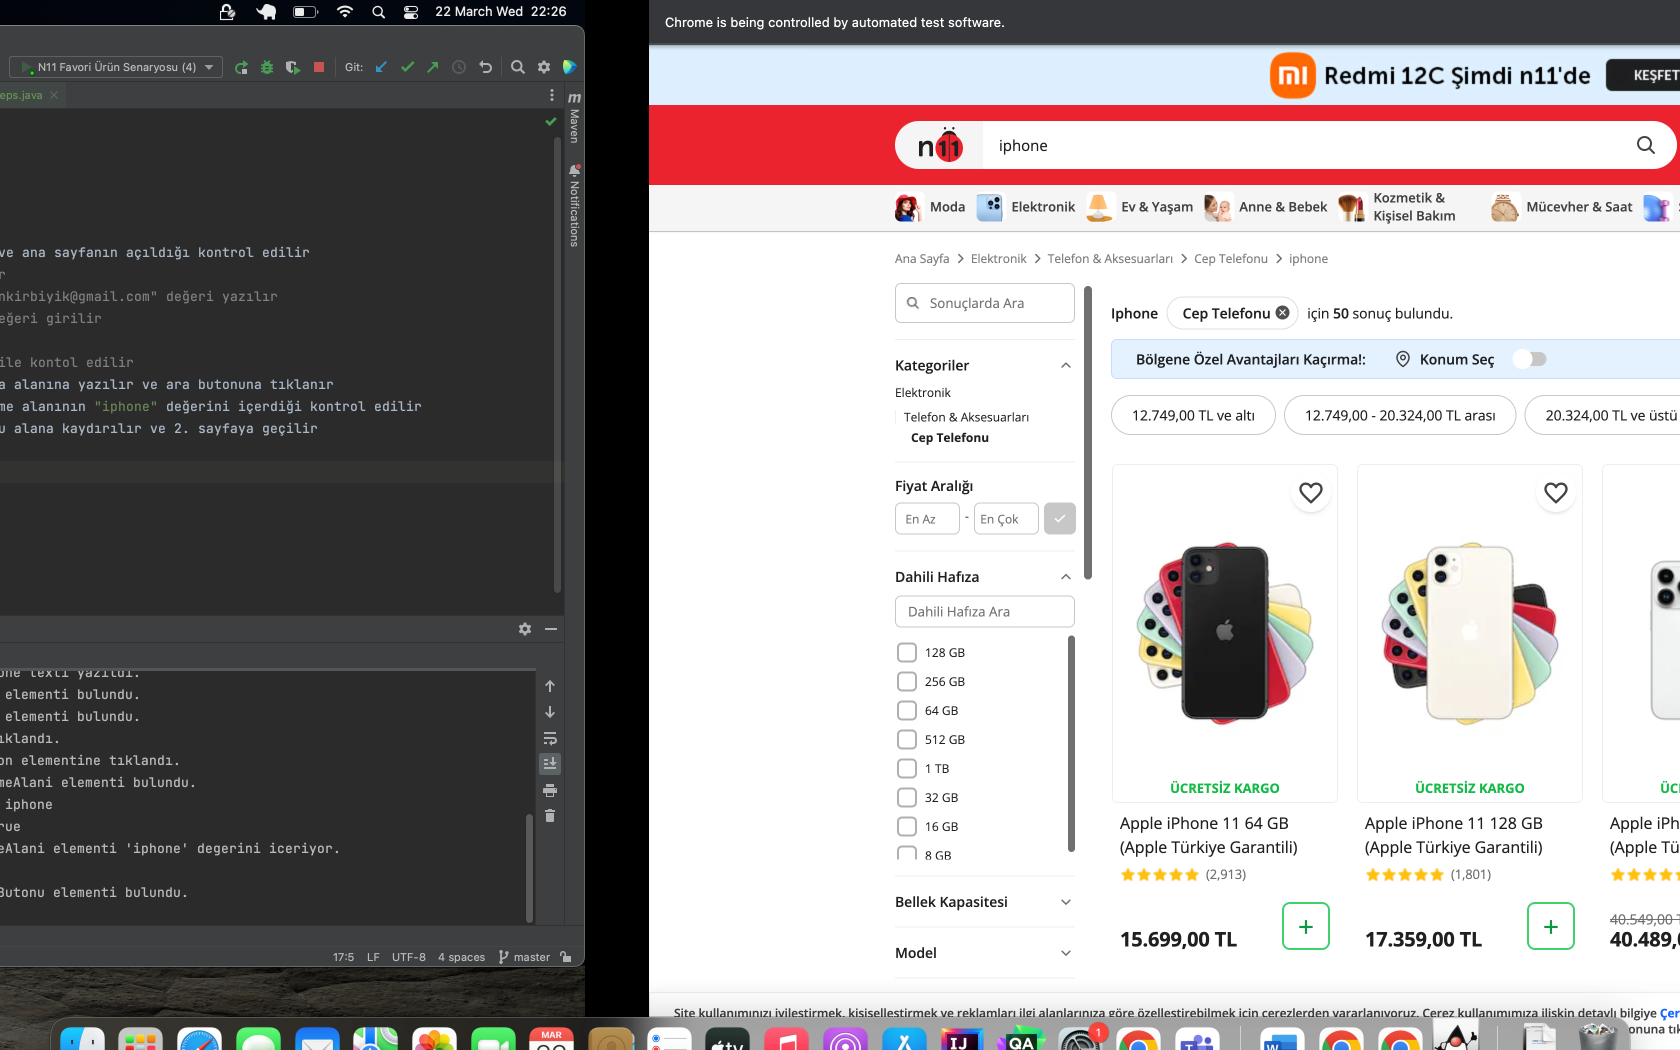 22 March Wed 22:26
N11 Favori Ürün Senaryosu (4)
Git:
eps.java
m
Maven
Notifications
ve ana sayfanın açıldığı kontrol edilir
r
nkirbiyik@gmail.com" değeri yazılır
eğeri girilir
ile kontol edilir
a alanına yazılır ve ara butonuna tıklanır
me alanının "iphone" değerini içerdiği kontrol edilir
u alana kaydırılır ve 2. sayfaya geçilir
one texti yazıldı.
elementi bulundu.
elementi bulundu.
ıklandı.
on elementine tıklandı.
meAlani elementi bulundu.
iphone
rue
eAlani elementi 'iphone' degerini iceriyor.
Butonu elementi bulundu.
17:5 LF UTF-8 4 spaces master
Chrome is being controlled by automated test software.
mi Redmi 12C Şimdi n11'de KEŞFET
n11 iphone
Moda Elektronik Ev & Yaşam Anne & Bebek Kozmetik & Kişisel Bakım Mücevher & Saat
Ana Sayfa > Elektronik > Telefon & Aksesuarları > Cep Telefonu > iphone
Sonuçlarda Ara
Iphone Cep Telefonu için 50 sonuç bulundu.
Bölgene Özel Avantajları Kaçırma!: Konum Seç
12.749,00 TL ve altı 12.749,00 - 20.324,00 TL arası 20.324,00 TL ve üstü
Kategoriler
Elektronik
Telefon & Aksesuarları
Cep Telefonu
Fiyat Aralığı
En Az - En Çok
Dahili Hafıza
Dahili Hafıza Ara
128 GB
256 GB
64 GB
512 GB
1 TB
32 GB
16 GB
8 GB
Bellek Kapasitesi
Model
ÜCRETSİZ KARGO
Apple iPhone 11 64 GB
(Apple Türkiye Garantili)
(2,913)
15.699,00 TL
ÜCRETSİZ KARGO
Apple iPhone 11 128 GB
(Apple Türkiye Garantili)
(1,801)
17.359,00 TL
ÜC
Apple iPh
(Apple Tü
40.549,00 T
40.489,
Site kullanımınızı iyileştirmek, kişiselleştirmek ve reklamları ilgi alanlarınıza göre özelleştirebilmek için çerezlerden yararlanıyoruz. Çerez kullanımımıza ilişkin detaylı bilgiye Çer
onuna tık
MAR
tv
IJ
QA
1
W